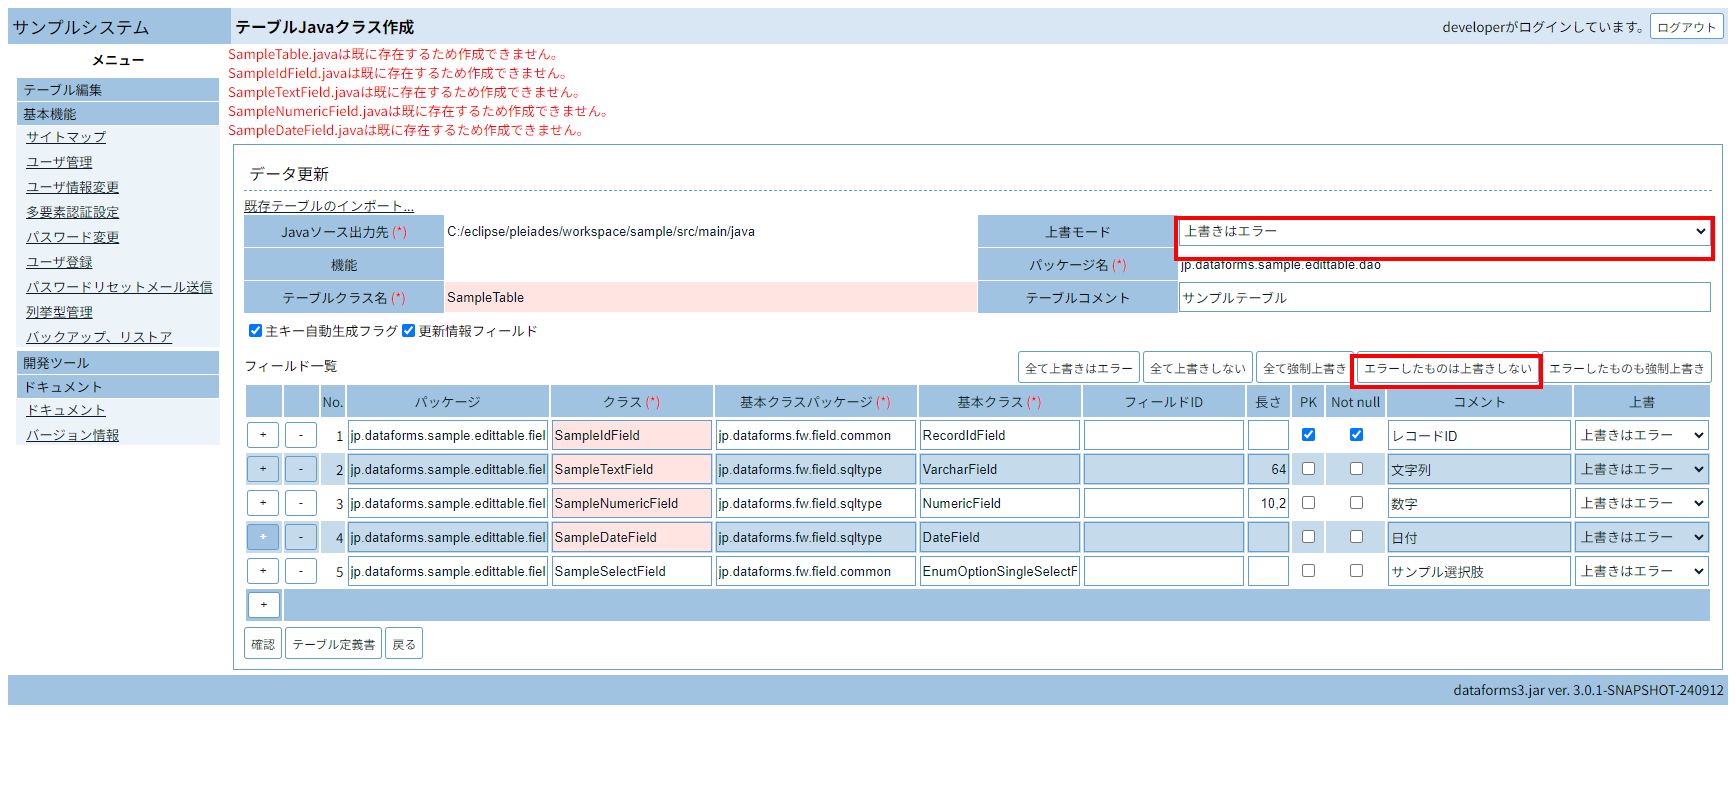 サンプルシステム
テーブルJavaクラス作成
developerがログインしています。 ログアウト
メニュー
テーブル編集
基本機能
サイトマップ
ユーザ管理
ユーザ情報変更
多要素認証設定
パスワード変更
ユーザ登録
パスワードリセットメール送信
列挙型管理
バックアップ、リストア
開発ツール
ドキュメント
ドキュメント
バージョン情報
SampleTable.javaは既に存在するため作成できません。
SampleIdField.javaは既に存在するため作成できません。
SampleTextField.javaは既に存在するため作成できません。
SampleNumericField.javaは既に存在するため作成できません。
SampleDateField.javaは既に存在するため作成できません。
データ更新
既存テーブルのインポート...
Javaソース出力先 (*) C:/eclipse/pleiades/workspace/sample/src/main/java 上書モード 上書きはエラー
機能 パッケージ名 (*) jp.dataforms.sample.edittable.dao
テーブルクラス名 (*) SampleTable テーブルコメント サンプルテーブル
主キー自動生成フラグ 更新情報フィールド
フィールド一覧 全て上書きはエラー 全て上書きしない 全て強制上書き エラーしたものは上書きしない エラーしたものも強制上書き
No. パッケージ クラス (*) 基本クラスパッケージ (*) 基本クラス (*) フィールドID 長さ PK Not null コメント 上書
+ - 1 jp.dataforms.sample.edittable.fiel SampleIdField jp.dataforms.fw.field.common RecordIdField レコードID 上書きはエラー
+ - 2 jp.dataforms.sample.edittable.fiel SampleTextField jp.dataforms.fw.field.sqltype VarcharField 64 文字列 上書きはエラー
+ - 3 jp.dataforms.sample.edittable.fiel SampleNumericField jp.dataforms.fw.field.sqltype NumericField 10,2 数字 上書きはエラー
+ - 4 jp.dataforms.sample.edittable.fiel SampleDateField jp.dataforms.fw.field.sqltype DateField 日付 上書きはエラー
+ - 5 jp.dataforms.sample.edittable.fiel SampleSelectField jp.dataforms.fw.field.common EnumOptionSingleSelectF サンプル選択肢 上書きはエラー
+
確認 テーブル定義書 戻る
dataforms3.jar ver. 3.0.1-SNAPSHOT-240912